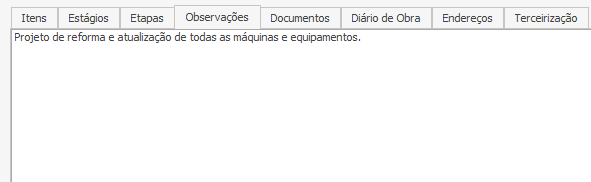 Itens Estágios Etapas Observações Documentos Diário de Obra Endereços Terceirização
Projeto de reforma e atualização de todas as máquinas e equipamentos.